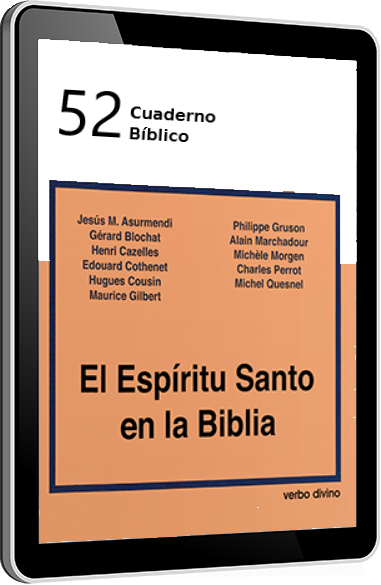 52 Cuaderno
Bíblico
Jesús M. Asurmendi
Gérard Blochat
Henri Cazelles
Edouard Cothenet
Hugues Cousin
Maurice Gilbert
Philippe Gruson
Alain Marchadour
Michèle Morgen
Charles Perrot
Michel Quesnel
El Espíritu Santo
en la Biblia
verbo divino